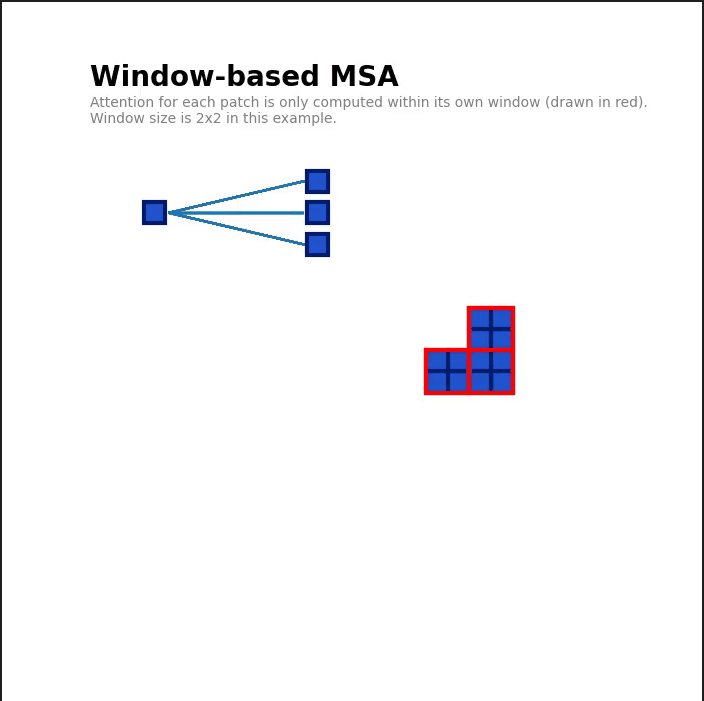 Window-based MSA
Attention for each patch is only computed within its own window (drawn in red).
Window size is 2x2 in this example.